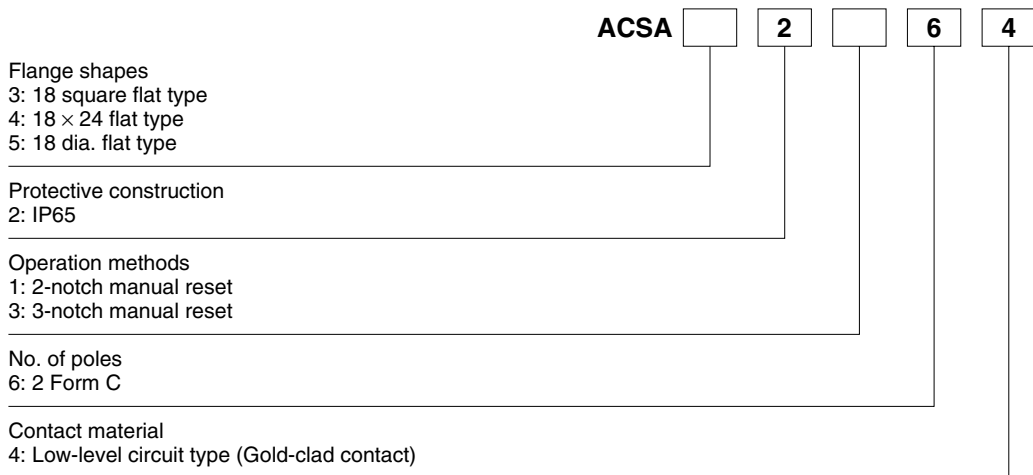 ACSA 2 6 4
Flange shapes
3: 18 square flat type
4: 18 × 24 flat type
5: 18 dia. flat type
Protective construction
2: IP65
Operation methods
1: 2-notch manual reset
3: 3-notch manual reset
No. of poles
6: 2 Form C
Contact material
4: Low-level circuit type (Gold-clad contact)